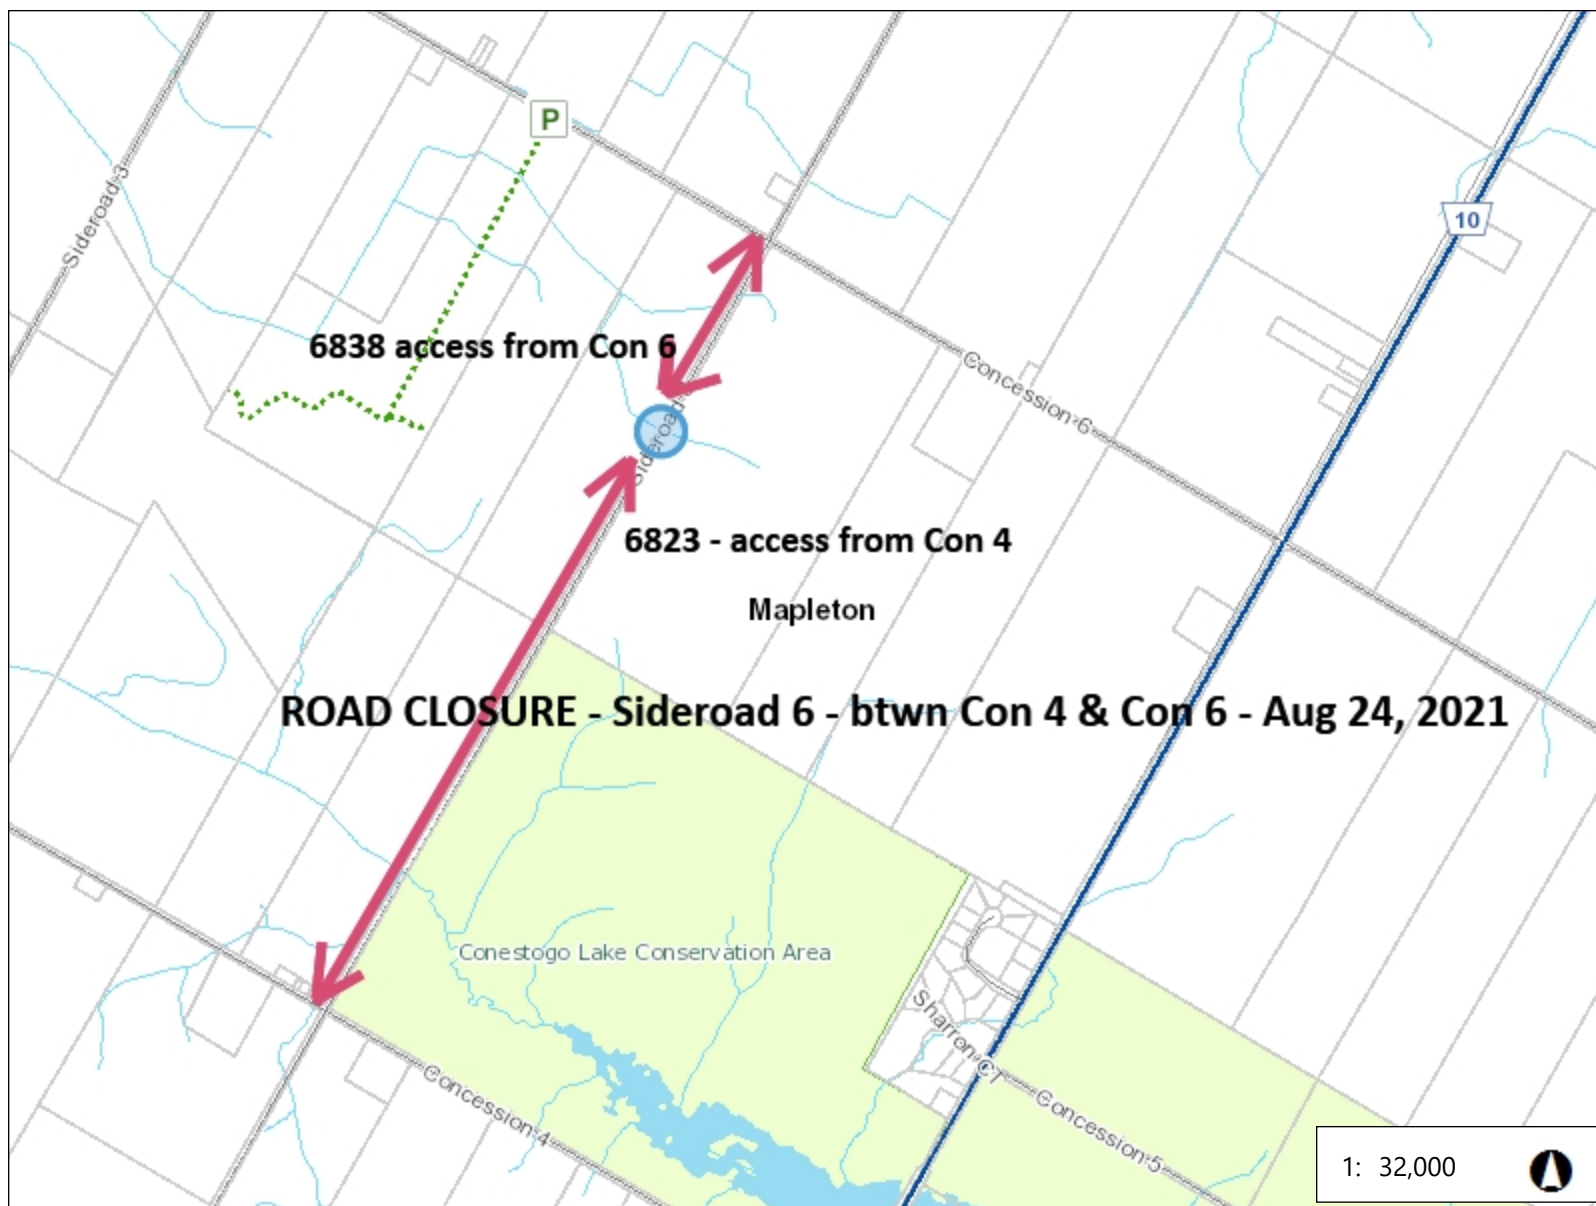 P
Sideroad 3
10
6838 access from Con 6
Concession 6
Sideroad
6823 - access from Con 4
Mapleton
ROAD CLOSURE - Sideroad 6 - btwn Con 4 & Con 6 - Aug 24, 2021
Conestogo Lake Conservation Area
Sharron Ct
Concession 4
Concession 5
1: 32,000